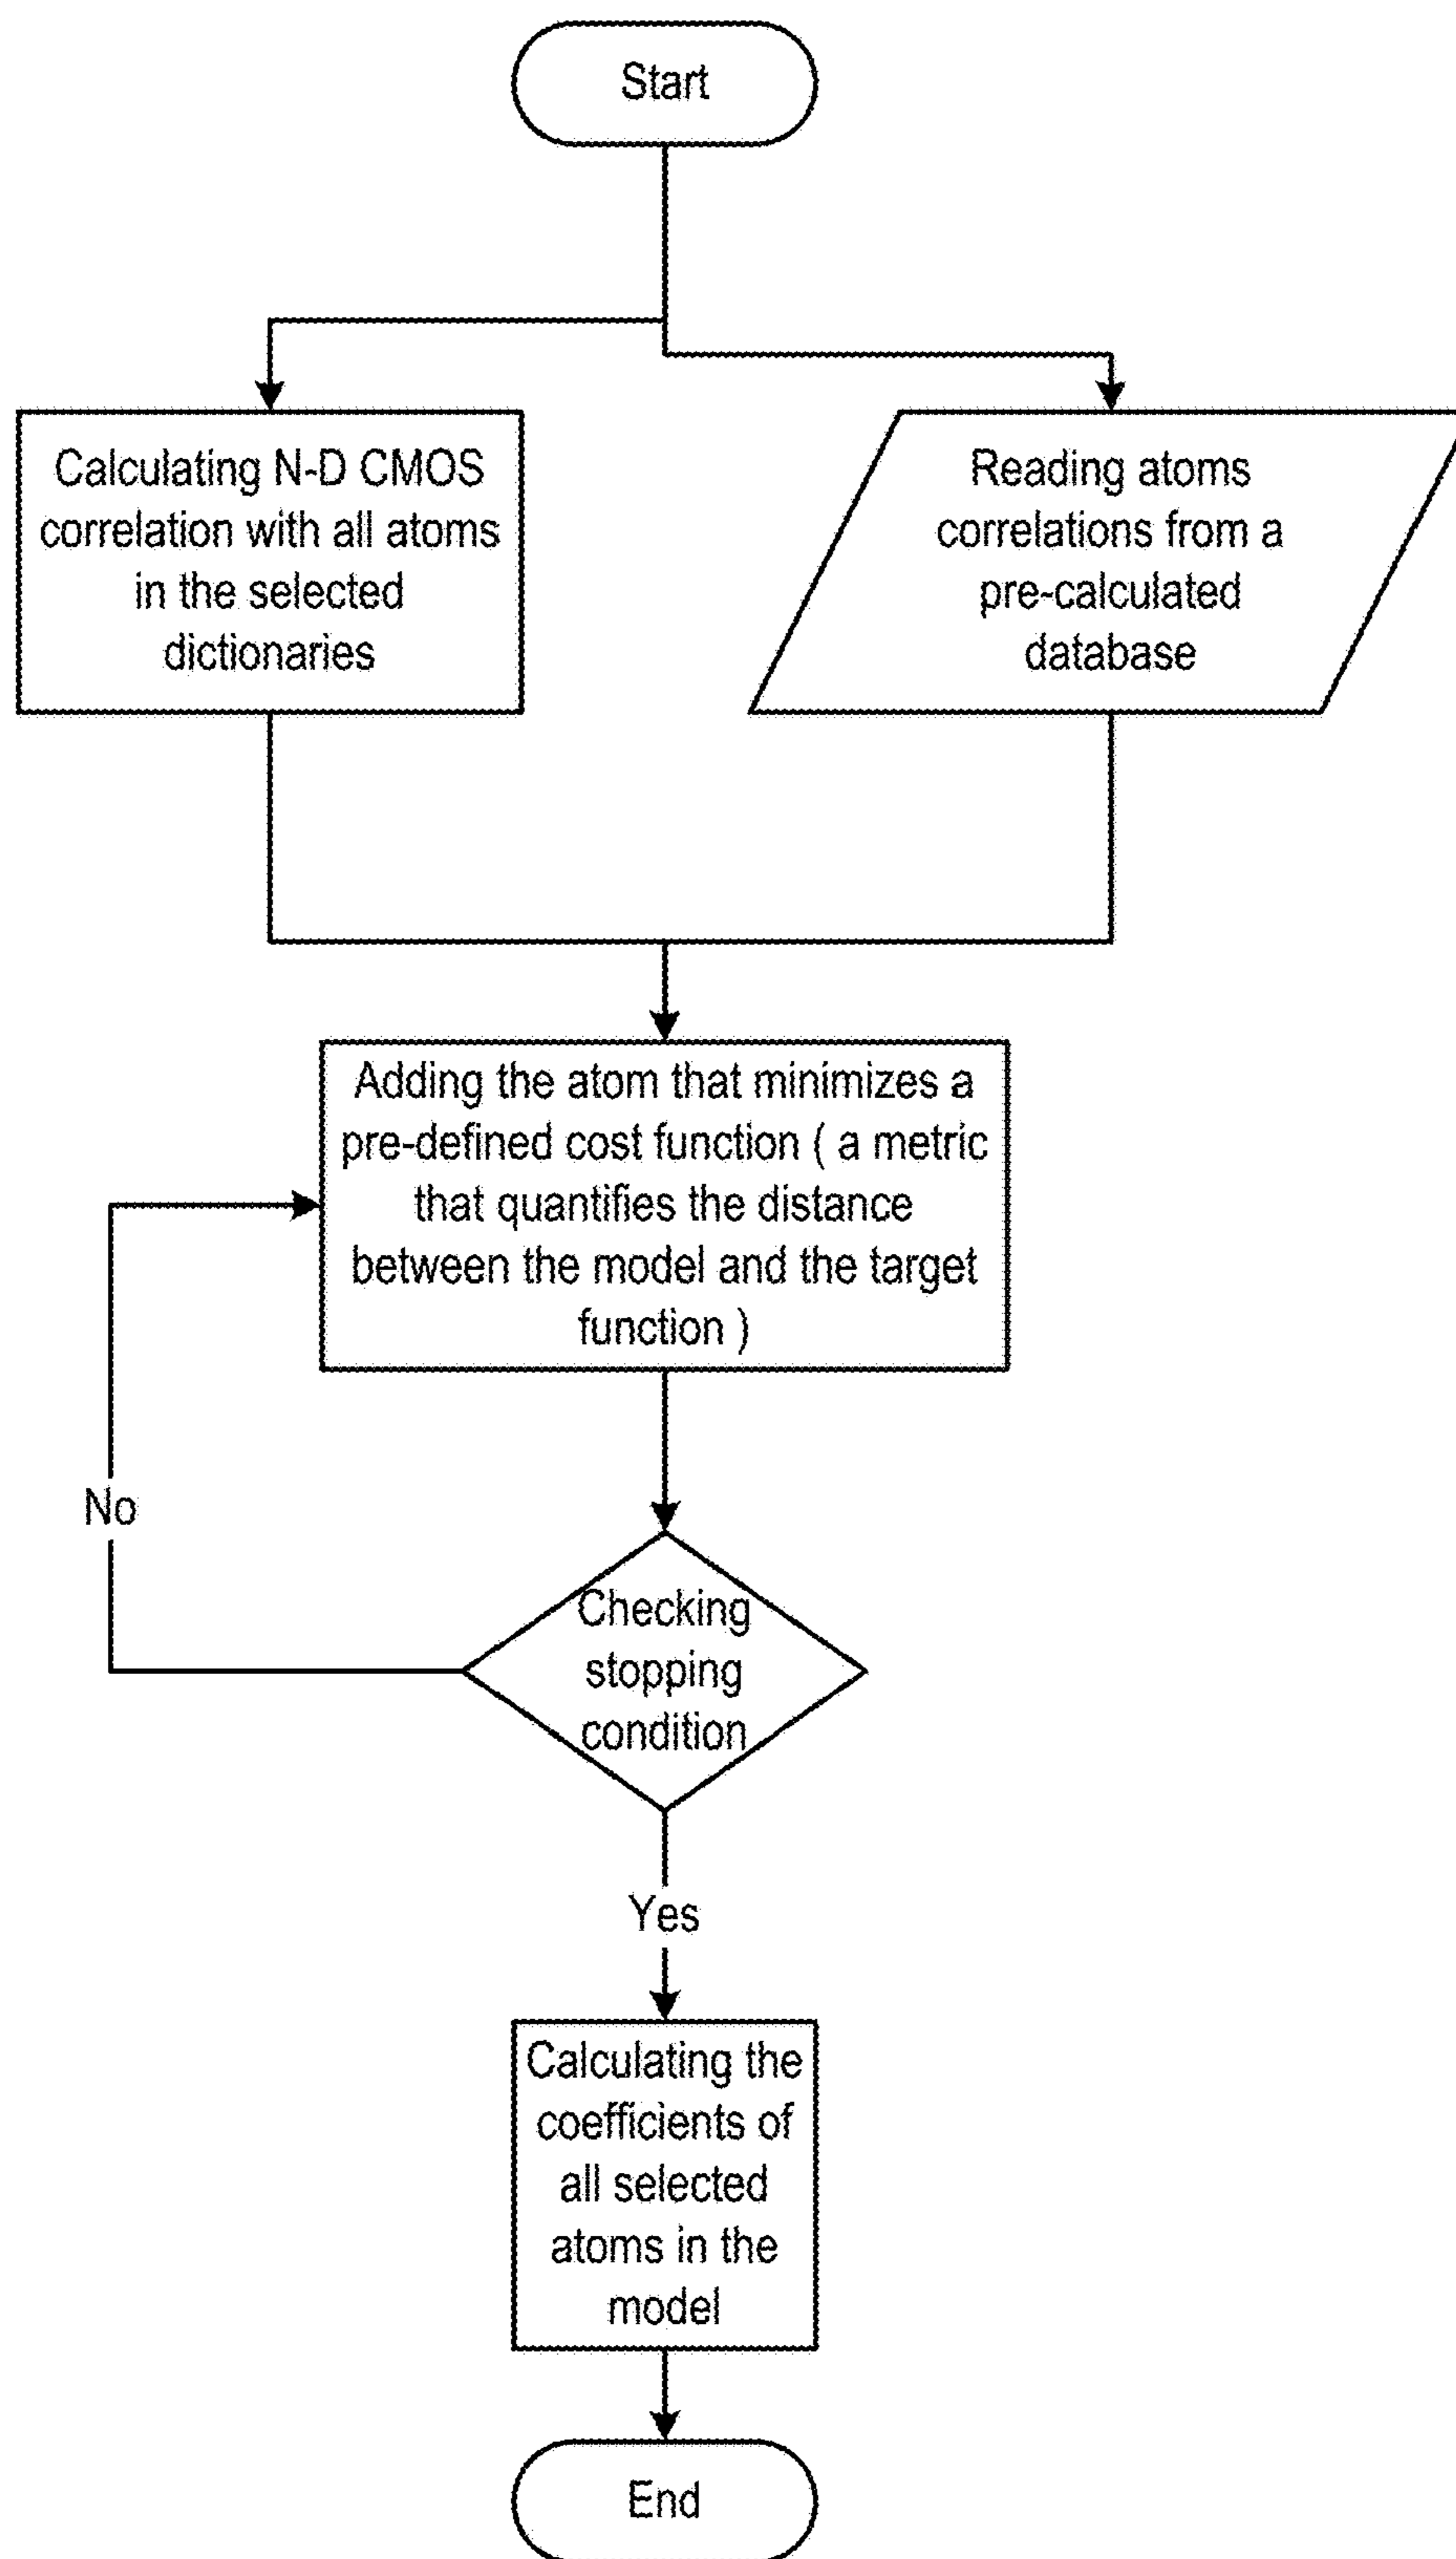 Start
Calculating N-D CMOS
correlation with all atoms
in the selected
dictionaries
Reading atoms
correlations from a
pre-calculated
database
Adding the atom that minimizes a
pre-defined cost function ( a metric
that quantifies the distance
between the model and the target
function )
No
Checking
stopping
condition
Yes
Calculating the
coefficients of
all selected
atoms in the
model
End